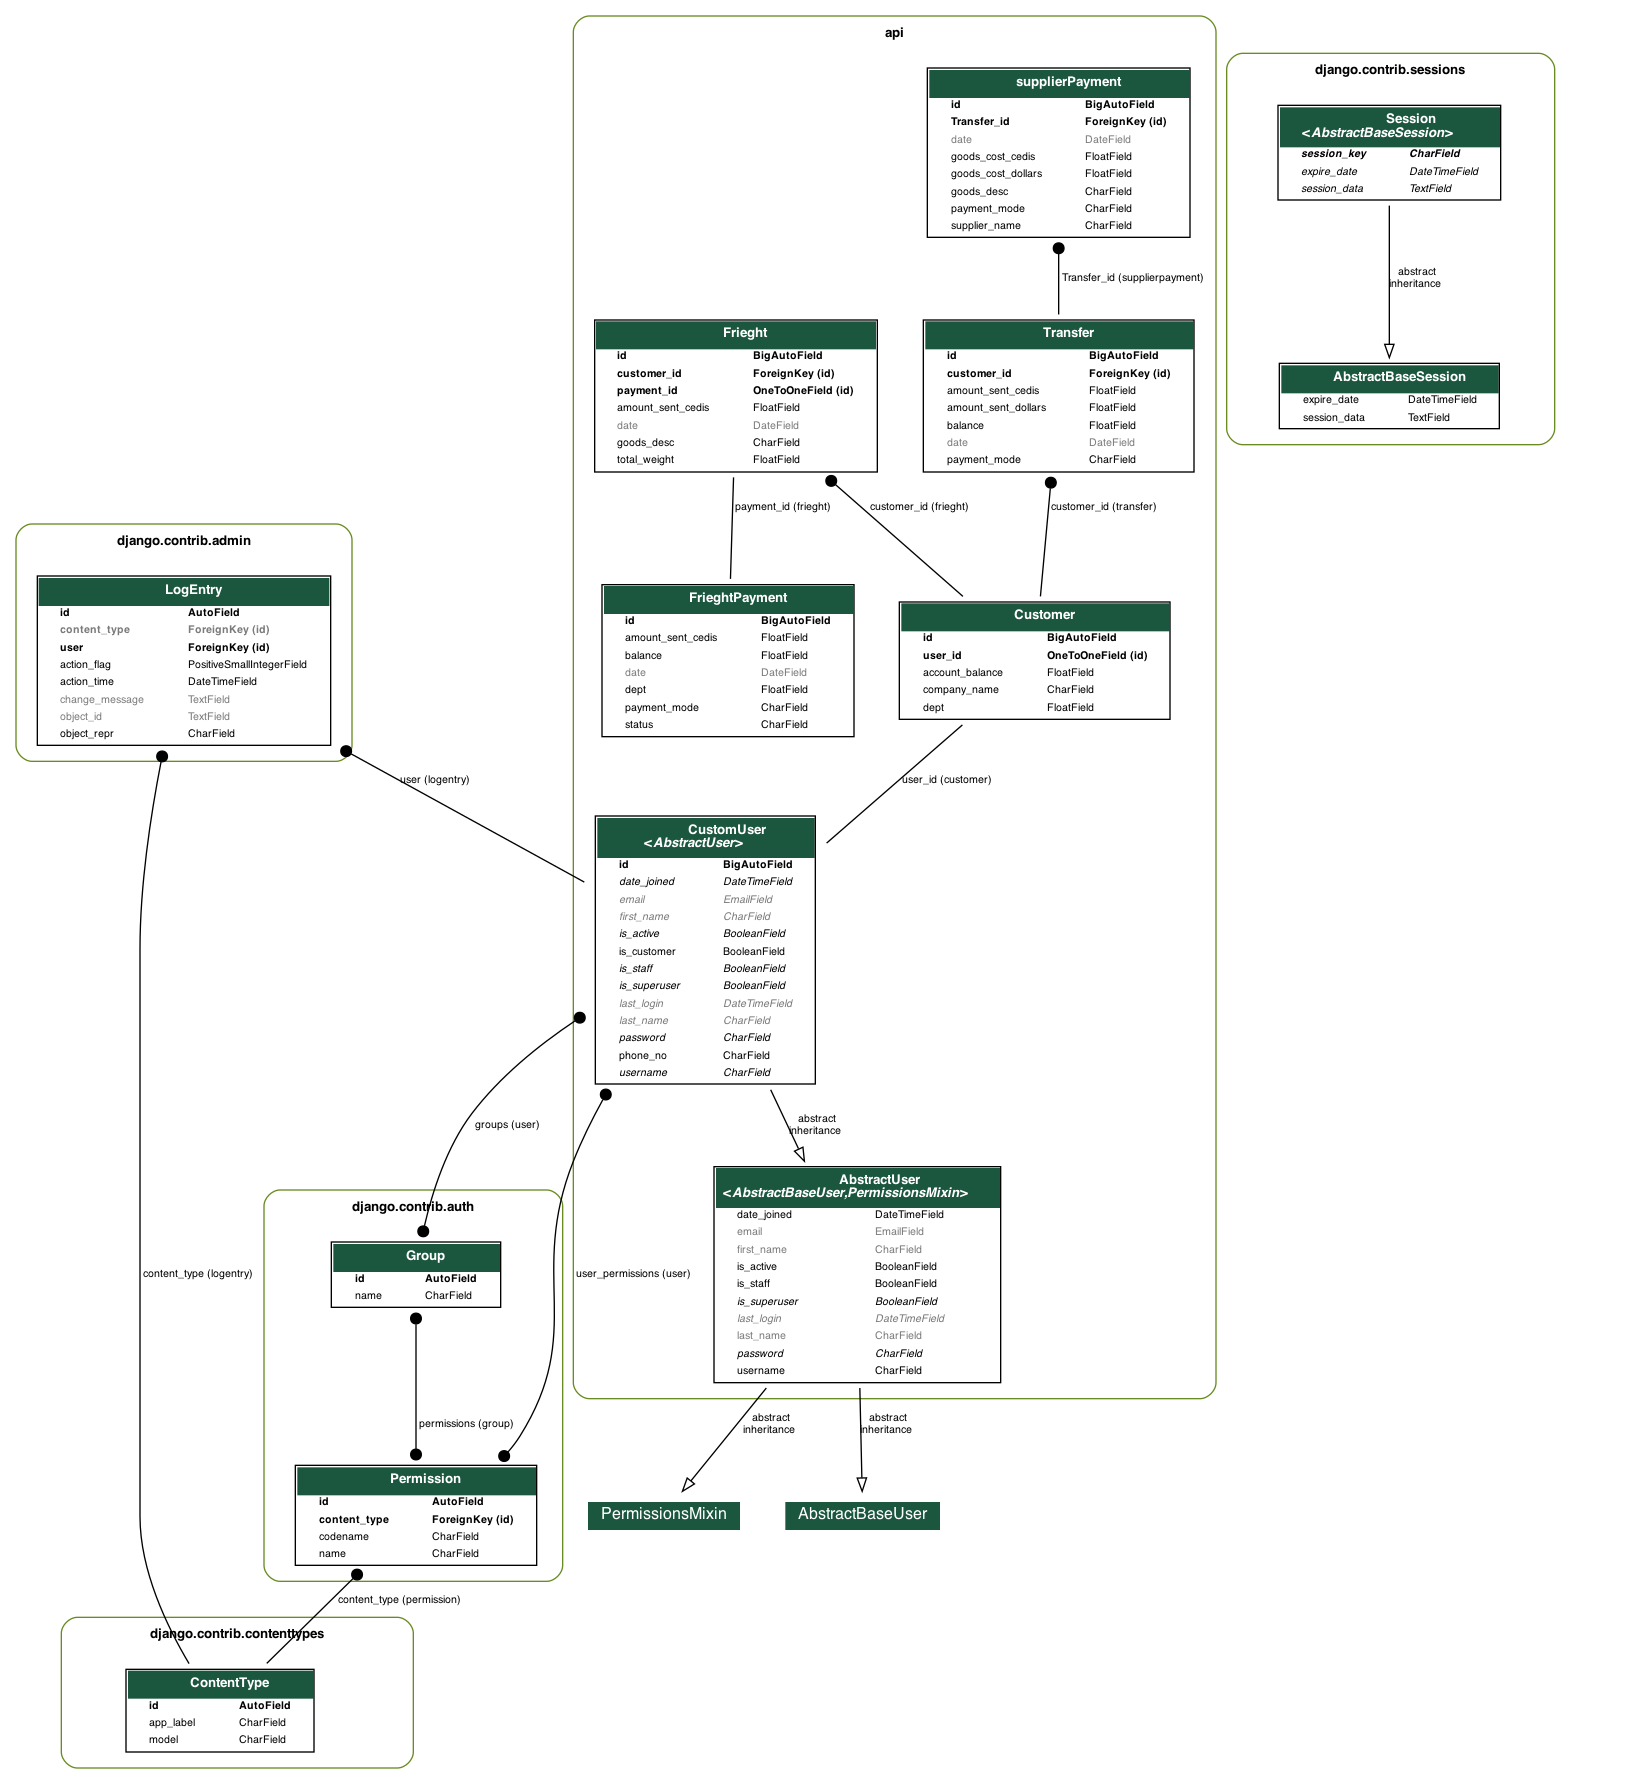 api
supplierPayment
id BigAutoField
Transfer_id ForeignKey (id)
date DateField
goods_cost_cedis FloatField
goods_cost_dollars FloatField
goods_desc CharField
payment_mode CharField
supplier_name CharField
Transfer_id (supplierpayment)
django.contrib.sessions
Session
<AbstractBaseSession>
session_key CharField
expire_date DateTimeField
session_data TextField
abstract
inheritance
AbstractBaseSession
expire_date DateTimeField
session_data TextField
Frieght
id BigAutoField
customer_id ForeignKey (id)
payment_id OneToOneField (id)
amount_sent_cedis FloatField
date DateField
goods_desc CharField
total_weight FloatField
Transfer
id BigAutoField
customer_id ForeignKey (id)
amount_sent_cedis FloatField
amount_sent_dollars FloatField
balance FloatField
date DateField
payment_mode CharField
payment_id (frieght)
customer_id (frieght)
customer_id (transfer)
django.contrib.admin
LogEntry
id AutoField
content_type ForeignKey (id)
user ForeignKey (id)
action_flag PositiveSmallIntegerField
action_time DateTimeField
change_message TextField
object_id TextField
object_repr CharField
FrieghtPayment
id BigAutoField
amount_sent_cedis FloatField
balance FloatField
date DateField
dept FloatField
payment_mode CharField
status CharField
Customer
id BigAutoField
user_id OneToOneField (id)
account_balance FloatField
company_name CharField
dept FloatField
user (logentry)
user_id (customer)
CustomUser
<AbstractUser>
id BigAutoField
date_joined DateTimeField
email EmailField
first_name CharField
is_active BooleanField
is_customer BooleanField
is_staff BooleanField
is_superuser BooleanField
last_login DateTimeField
last_name CharField
password CharField
phone_no CharField
username CharField
groups (user)
abstract
inheritance
AbstractUser
<AbstractBaseUser,PermissionsMixin>
date_joined DateTimeField
email EmailField
first_name CharField
is_active BooleanField
is_staff BooleanField
is_superuser BooleanField
last_login DateTimeField
last_name CharField
password CharField
username CharField
django.contrib.auth
Group
id AutoField
name CharField
content_type (logentry)
user_permissions (user)
permissions (group)
abstract
inheritance
abstract
inheritance
Permission
id AutoField
content_type ForeignKey (id)
codename CharField
name CharField
PermissionsMixin
AbstractBaseUser
content_type (permission)
django.contrib.contenttypes
ContentType
id AutoField
app_label CharField
model CharField